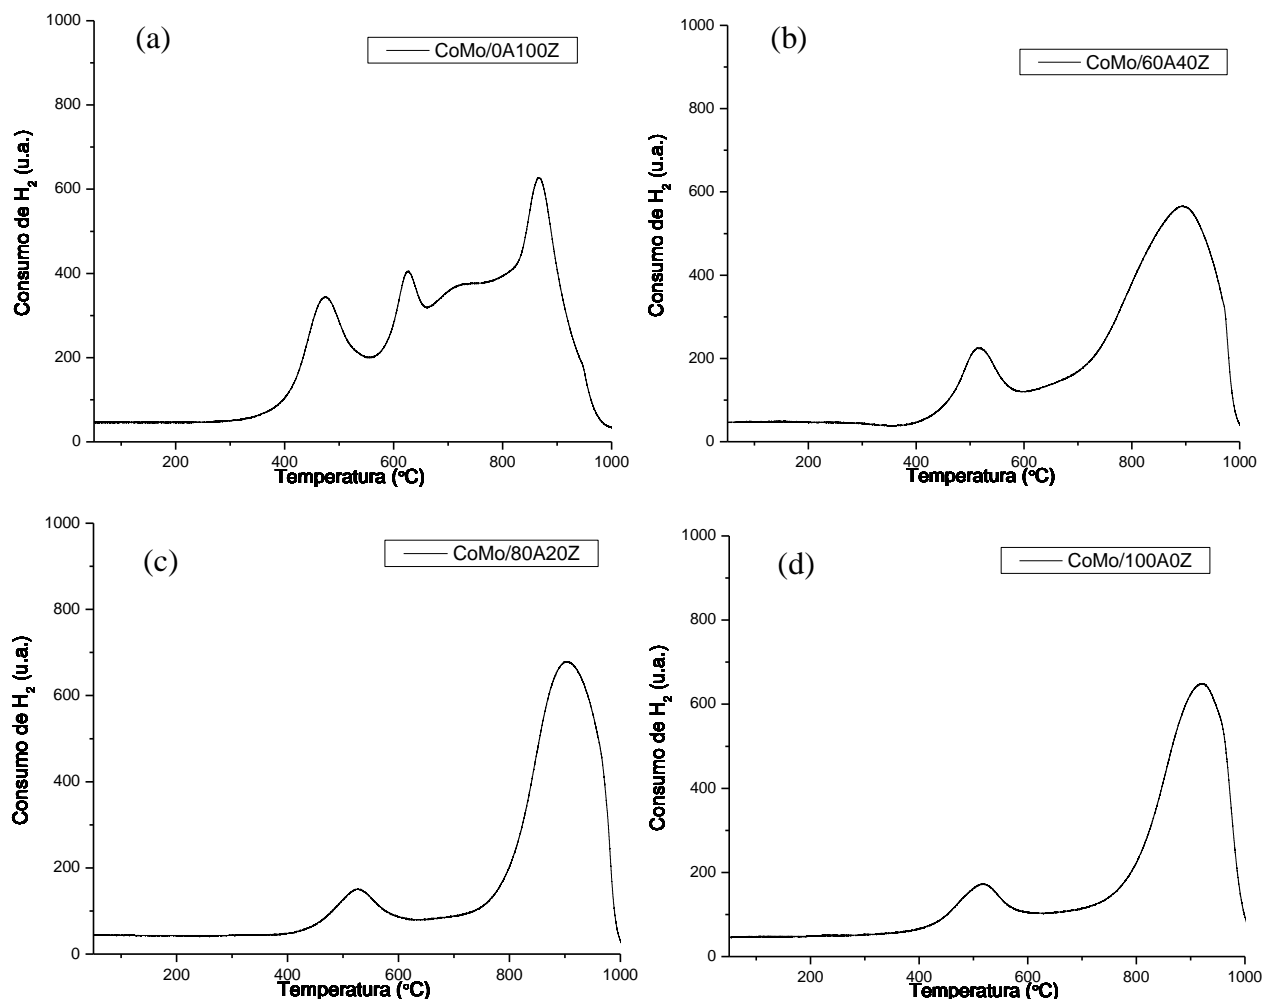 (a)
CoMo/0A100Z
1000
800
600
400
200
0
Consumo de H₂ (u.a.)
200 400 600 800 1000
Temperatura (°C)
(b)
CoMo/60A40Z
1000
800
600
400
200
0
Consumo de H₂ (u.a.)
200 400 600 800 1000
Temperatura (°C)
(c)
CoMo/80A20Z
1000
800
600
400
200
0
Consumo de H₂ (u.a.)
200 400 600 800 1000
Temperatura (°C)
(d)
CoMo/100A0Z
1000
800
600
400
200
0
Consumo de H₂ (u.a.)
200 400 600 800 1000
Temperatura (°C)